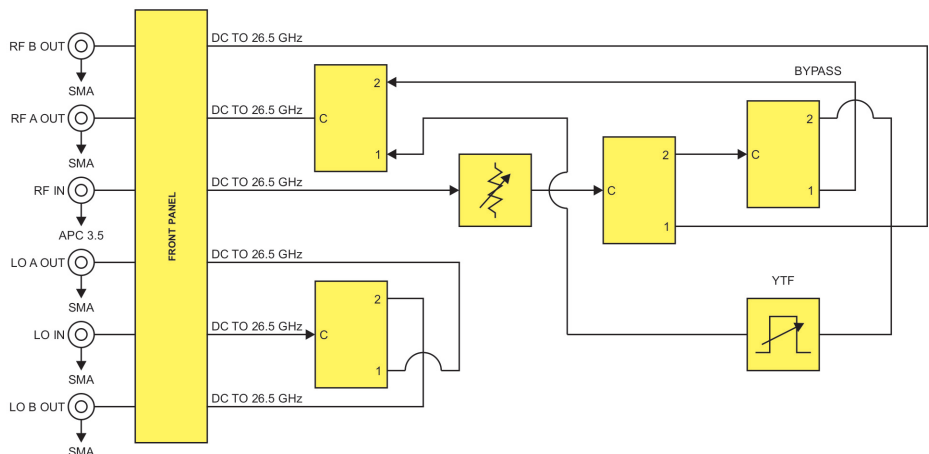 RF B OUT
SMA
RF A OUT
SMA
RF IN
APC 3.5
LO A OUT
SMA
LO IN
SMA
LO B OUT
SMA
FRONT PANEL
DC TO 26.5 GHz
DC TO 26.5 GHz
DC TO 26.5 GHz
DC TO 26.5 GHz
DC TO 26.5 GHz
DC TO 26.5 GHz
2
C
1
2
C
1
C
2
1
BYPASS
2
C
1
YTF